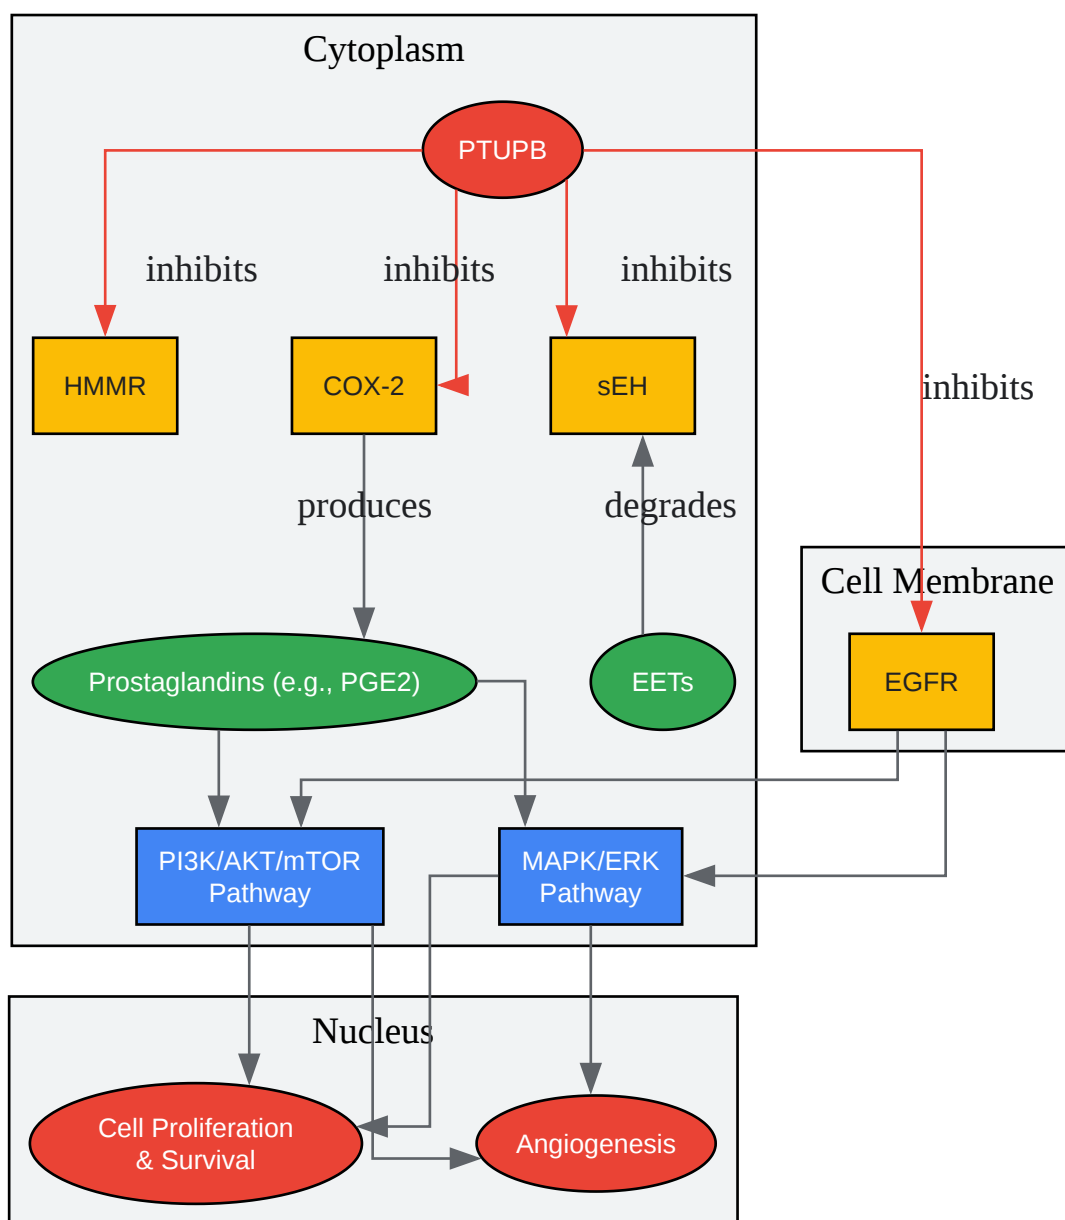 Cytoplasm
PTUPB
inhibits
inhibits
inhibits
HMMR
COX-2
sEH
inhibits
produces
degrades
Cell Membrane
Prostaglandins (e.g., PGE2)
EETs
EGFR
PI3K/AKT/mTOR
Pathway
MAPK/ERK
Pathway
Nucleus
Cell Proliferation
& Survival
Angiogenesis